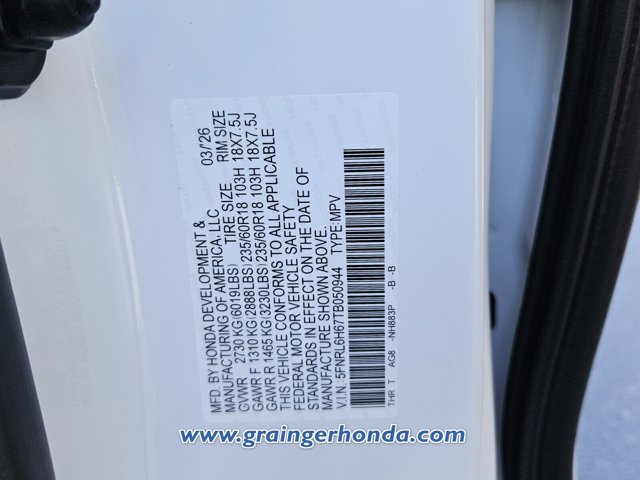 MFD. BY HONDA DEVELOPMENT & 03/26
MANUFACTURING OF AMERICA, LLC
GVWR 2730 KG(6019LBS) TIRE SIZE RIM SIZE
GAWR F 1310 KG(2888LBS)235/60R18 103H 18X7.5J
GAWR R 1465 KG(3230LBS)235/60R18 103H 18X7.5J
THIS VEHICLE CONFORMS TO ALL APPLICABLE
FEDERAL MOTOR VEHICLE SAFETY
STANDARDS IN EFFECT ON THE DATE OF
MANUFACTURE SHOWN ABOVE.
V.I.N.: 5FNRL6H67TB050944 TYPE:MPV
THR T AG8 -NH883P -B -B
www.graingerhonda.com